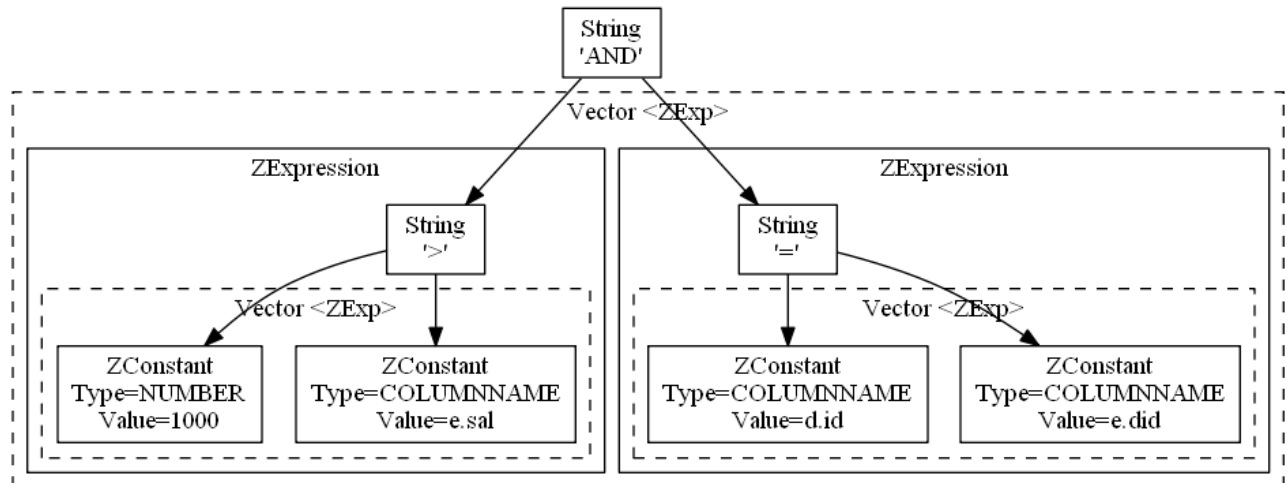 String
'AND'
Vector <ZExp>
ZExpression
ZExpression
String
'>'
String
'='
Vector <ZExp>
Vector <ZExp>
ZConstant
Type=NUMBER
Value=1000
ZConstant
Type=COLUMNNAME
Value=e.sal
ZConstant
Type=COLUMNNAME
Value=d.id
ZConstant
Type=COLUMNNAME
Value=e.did